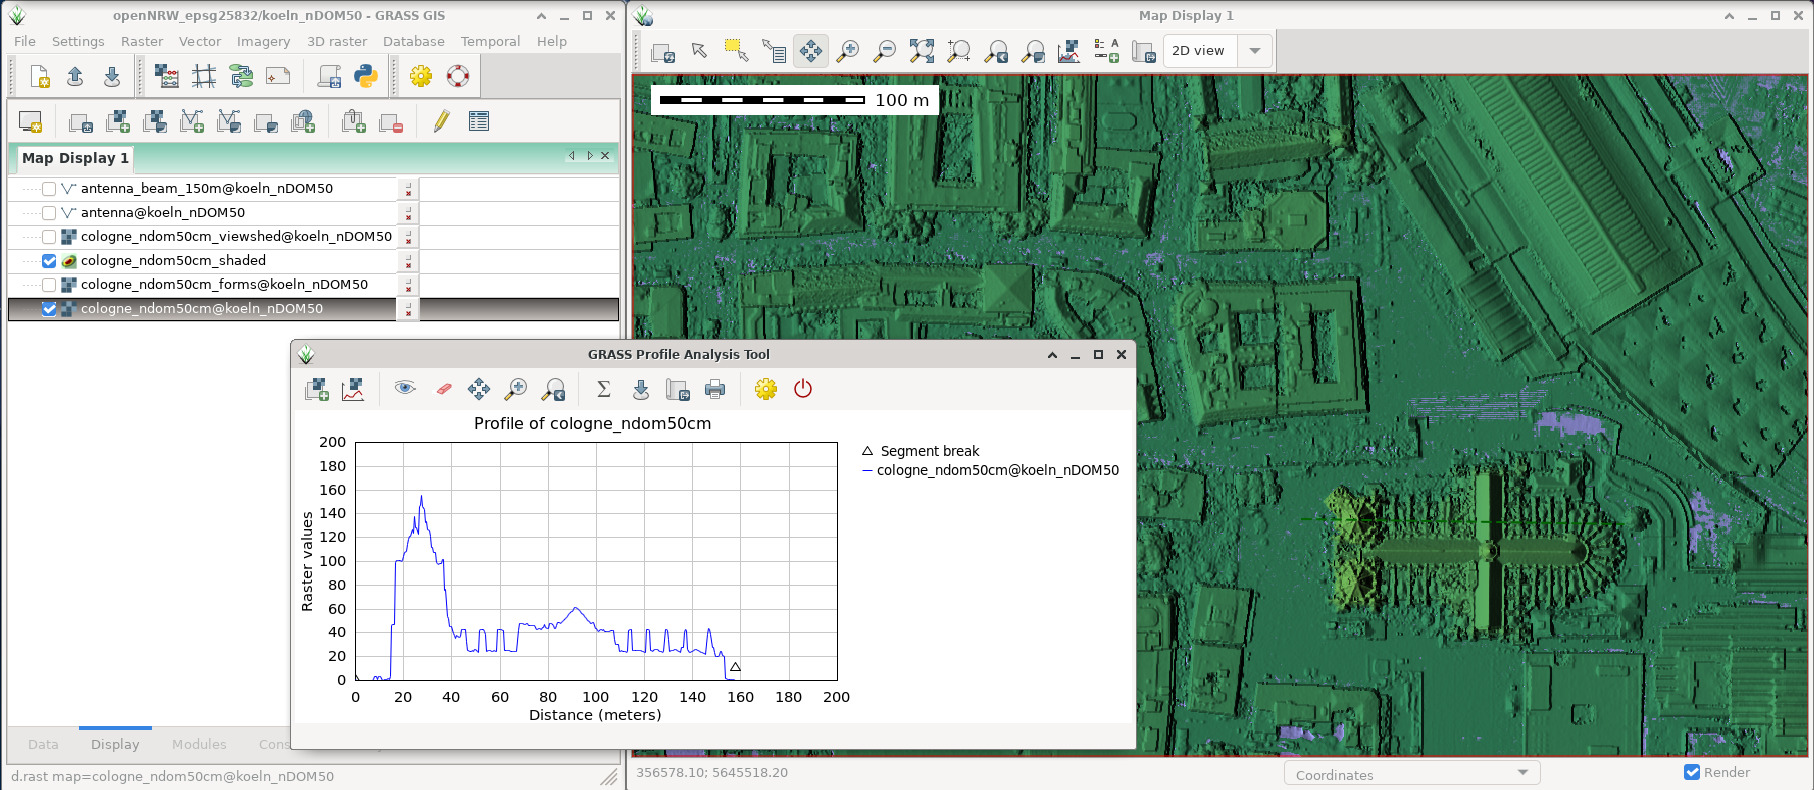 openNRW_epsg25832/koeln_nDOM50 - GRASS GIS
File Settings Raster Vector Imagery 3D raster Database Temporal Help
Map Display 1
antenna_beam_150m@koeln_nDOM50
antenna@koeln_nDOM50
cologne_ndom50cm_viewshed@koeln_nDOM50
cologne_ndom50cm_shaded
cologne_ndom50cm_forms@koeln_nDOM50
cologne_ndom50cm@koeln_nDOM50
Data Display Modules Cons
d.rast map=cologne_ndom50cm@koeln_nDOM50
Map Display 1
2D view
100 m
GRASS Profile Analysis Tool
Σ
Profile of cologne_ndom50cm
Raster values
200
180
160
140
120
100
80
60
40
20
0
0 20 40 60 80 100 120 140 160 180 200
Distance (meters)
Segment break
cologne_ndom50cm@koeln_nDOM50
356578.10; 5645518.20
Coordinates
Render